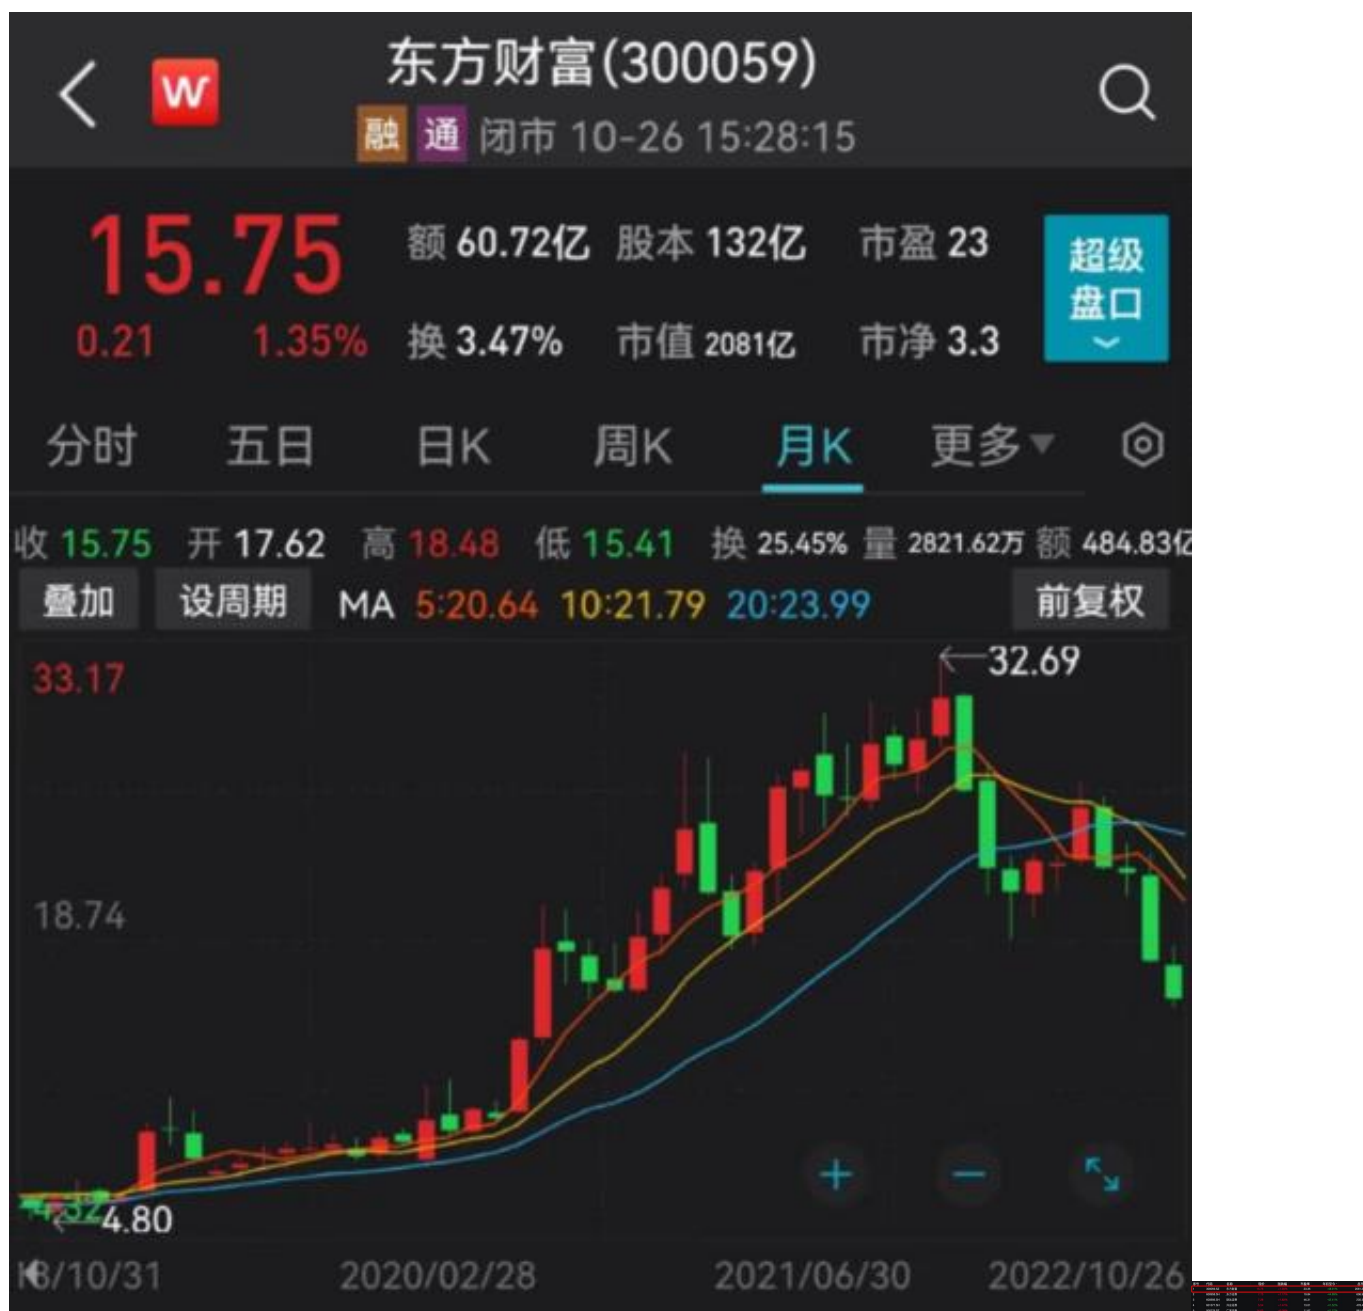 东方财富(300059)
W
融 通 闭市 10-26 15:28:15
15.75
额 60.72亿 股本 132亿 市盈 23
超级
盘口
0.21 1.35% 换 3.47% 市值 2081亿 市净 3.3
分时 五日 日K 周K 月K 更多
收 15.75 开 17.62 高 18.48 低 15.41 换 25.45% 量 2821.62万 额 484.83亿
叠加 设周期 MA 5:20.64 10:21.79 20:23.99 前复权
33.17
32.69
18.74
4.32
4.80
8/10/31 2020/02/28 2021/06/30 2022/10/26